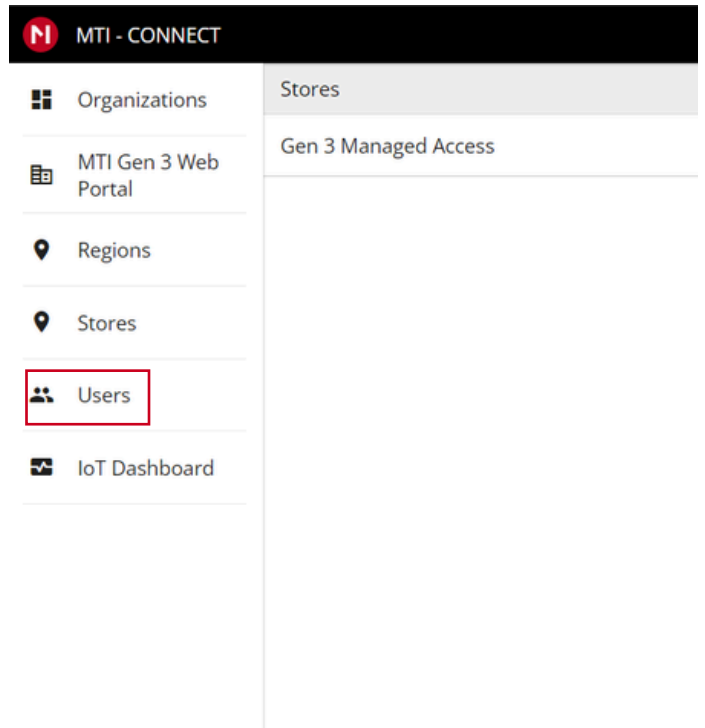 MTI - CONNECT
Organizations
MTI Gen 3 Web
Portal
Regions
Stores
Users
IoT Dashboard
Stores
Gen 3 Managed Access